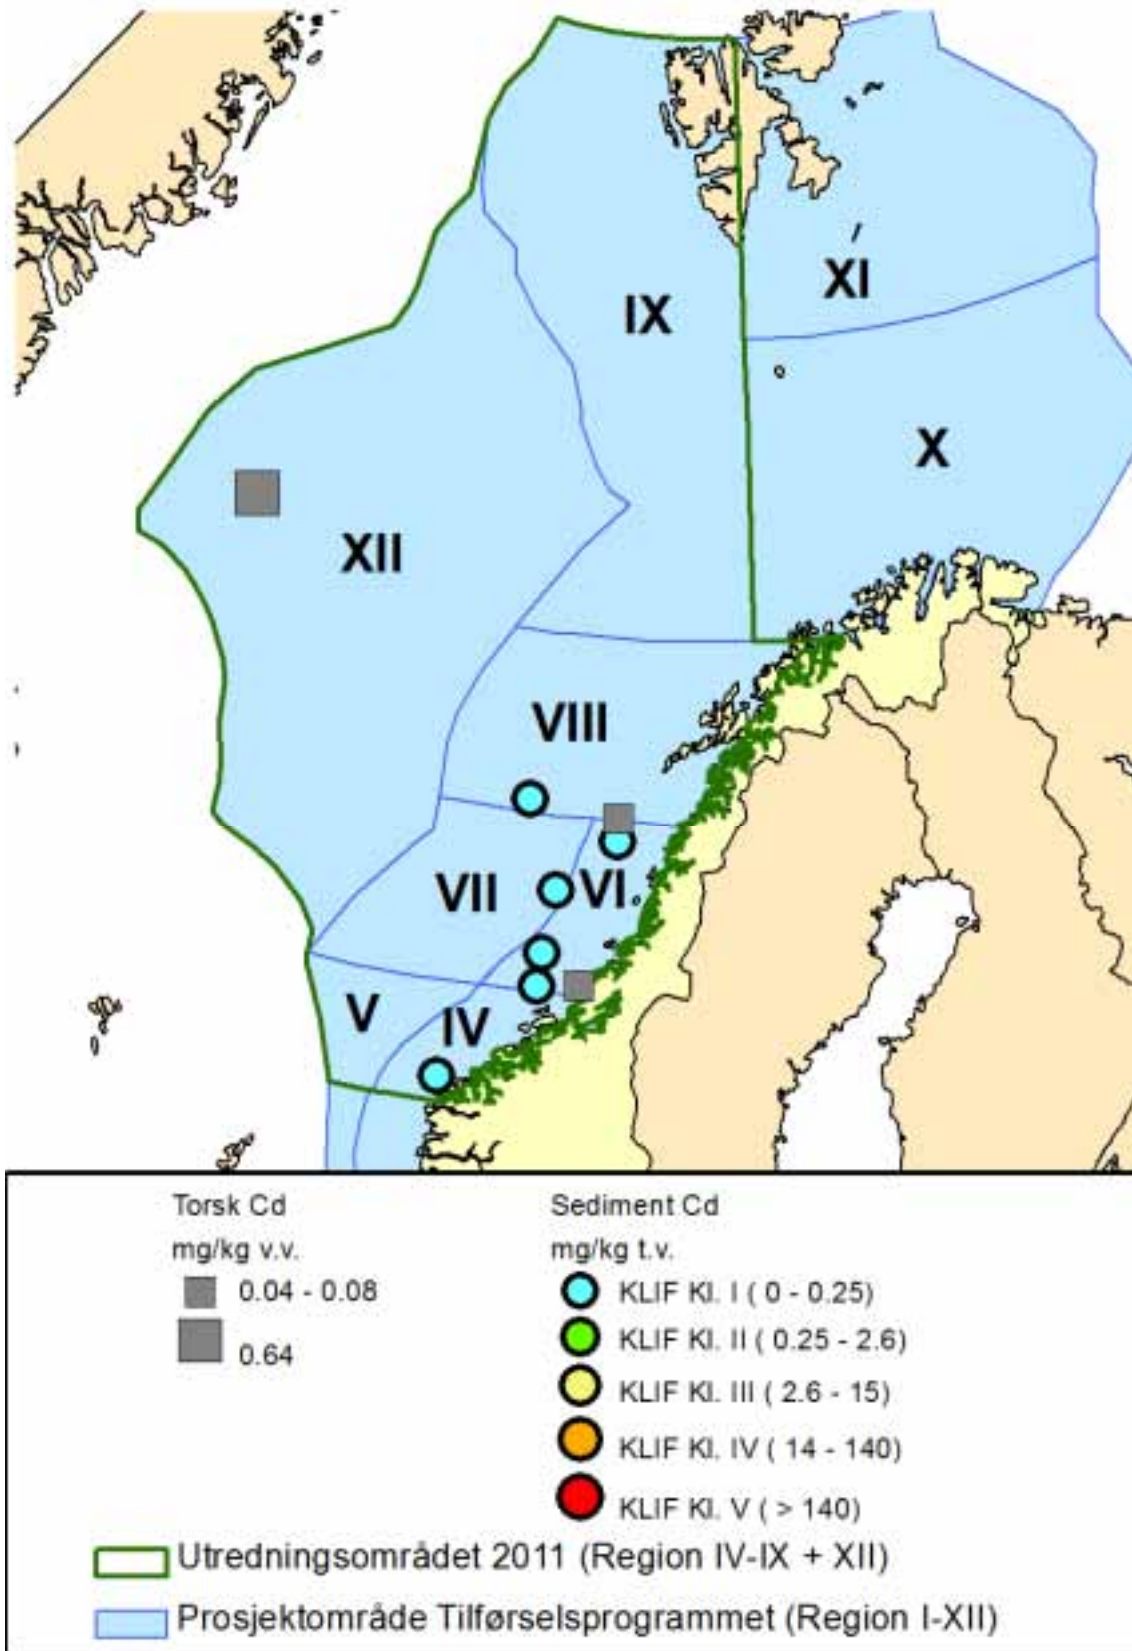 XI
IX
X
XII
VIII
VII
VI
V
IV
Torsk Cd
mg/kg v.v.
0.04 - 0.08
0.64
Sediment Cd
mg/kg t.v.
KLIF Kl. I ( 0 - 0.25)
KLIF Kl. II ( 0.25 - 2.6)
KLIF Kl. III ( 2.6 - 15)
KLIF Kl. IV ( 14 - 140)
KLIF Kl. V ( > 140)
Utredningsområdet 2011 (Region IV-IX + XII)
Prosjektområde Tilførselsprogrammet (Region I-XII)